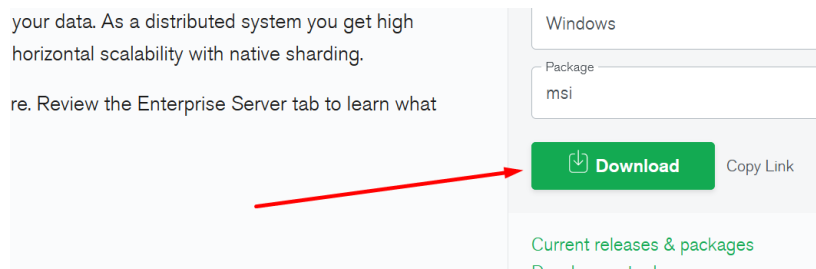 your data. As a distributed system you get high
horizontal scalability with native sharding.
re. Review the Enterprise Server tab to learn what
Windows
Package
msi
Download
Copy Link
Current releases & packages